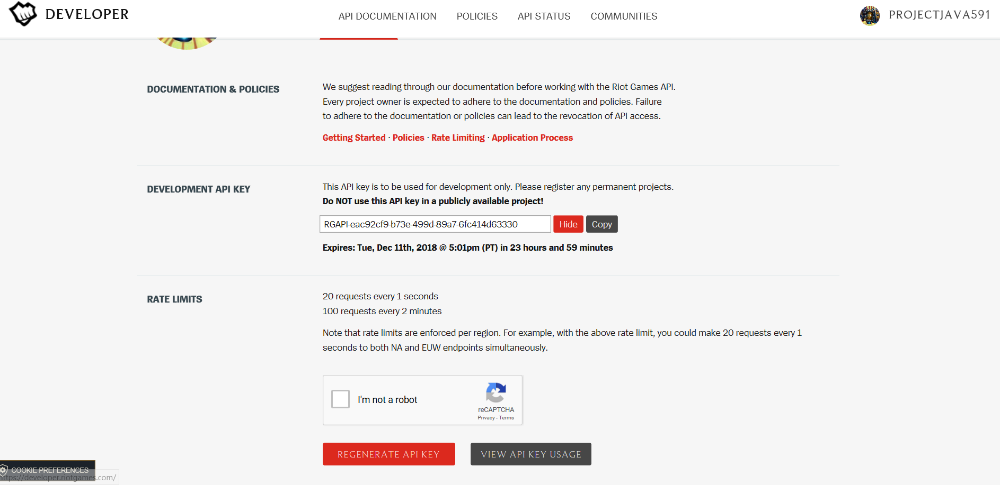 DEVELOPER
API DOCUMENTATION
POLICIES
API STATUS
COMMUNITIES
PROJECTJAVA591
DOCUMENTATION & POLICIES
We suggest reading through our documentation before working with the Riot Games API.
Every project owner is expected to adhere to the documentation and policies. Failure
to adhere to the documentation or policies can lead to the revocation of API access.
Getting Started · Policies · Rate Limiting · Application Process
DEVELOPMENT API KEY
This API key is to be used for development only. Please register any permanent projects.
Do NOT use this API key in a publicly available project!
RGAPI-eac92cf9-b73e-499d-89a7-6fc414d63330
Hide
Copy
Expires: Tue, Dec 11th, 2018 @ 5:01pm (PT) in 23 hours and 59 minutes
RATE LIMITS
20 requests every 1 seconds
100 requests every 2 minutes
Note that rate limits are enforced per region. For example, with the above rate limit, you could make 20 requests every 1
seconds to both NA and EUW endpoints simultaneously.
I'm not a robot
reCAPTCHA
Privacy - Terms
REGENERATE API KEY
VIEW API KEY USAGE
COOKIE PREFERENCES
https://developer.riotgames.com/